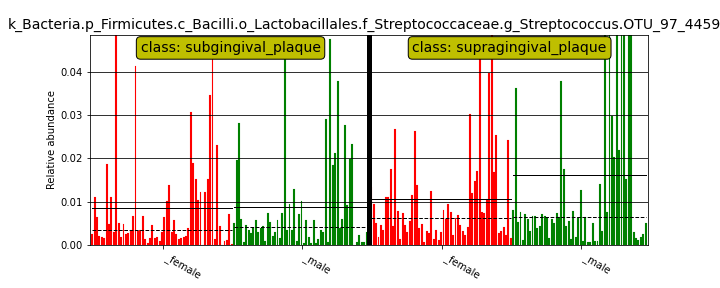 k_Bacteria.p_Firmicutes.c_Bacilli.o_Lactobacillales.f_Streptococcaceae.g_Streptococcus.OTU_97_4459
class: subgingival_plaque
class: supragingival_plaque
Relative abundance
0.04
0.03
0.02
0.01
0.00
_female
_male
_female
_male